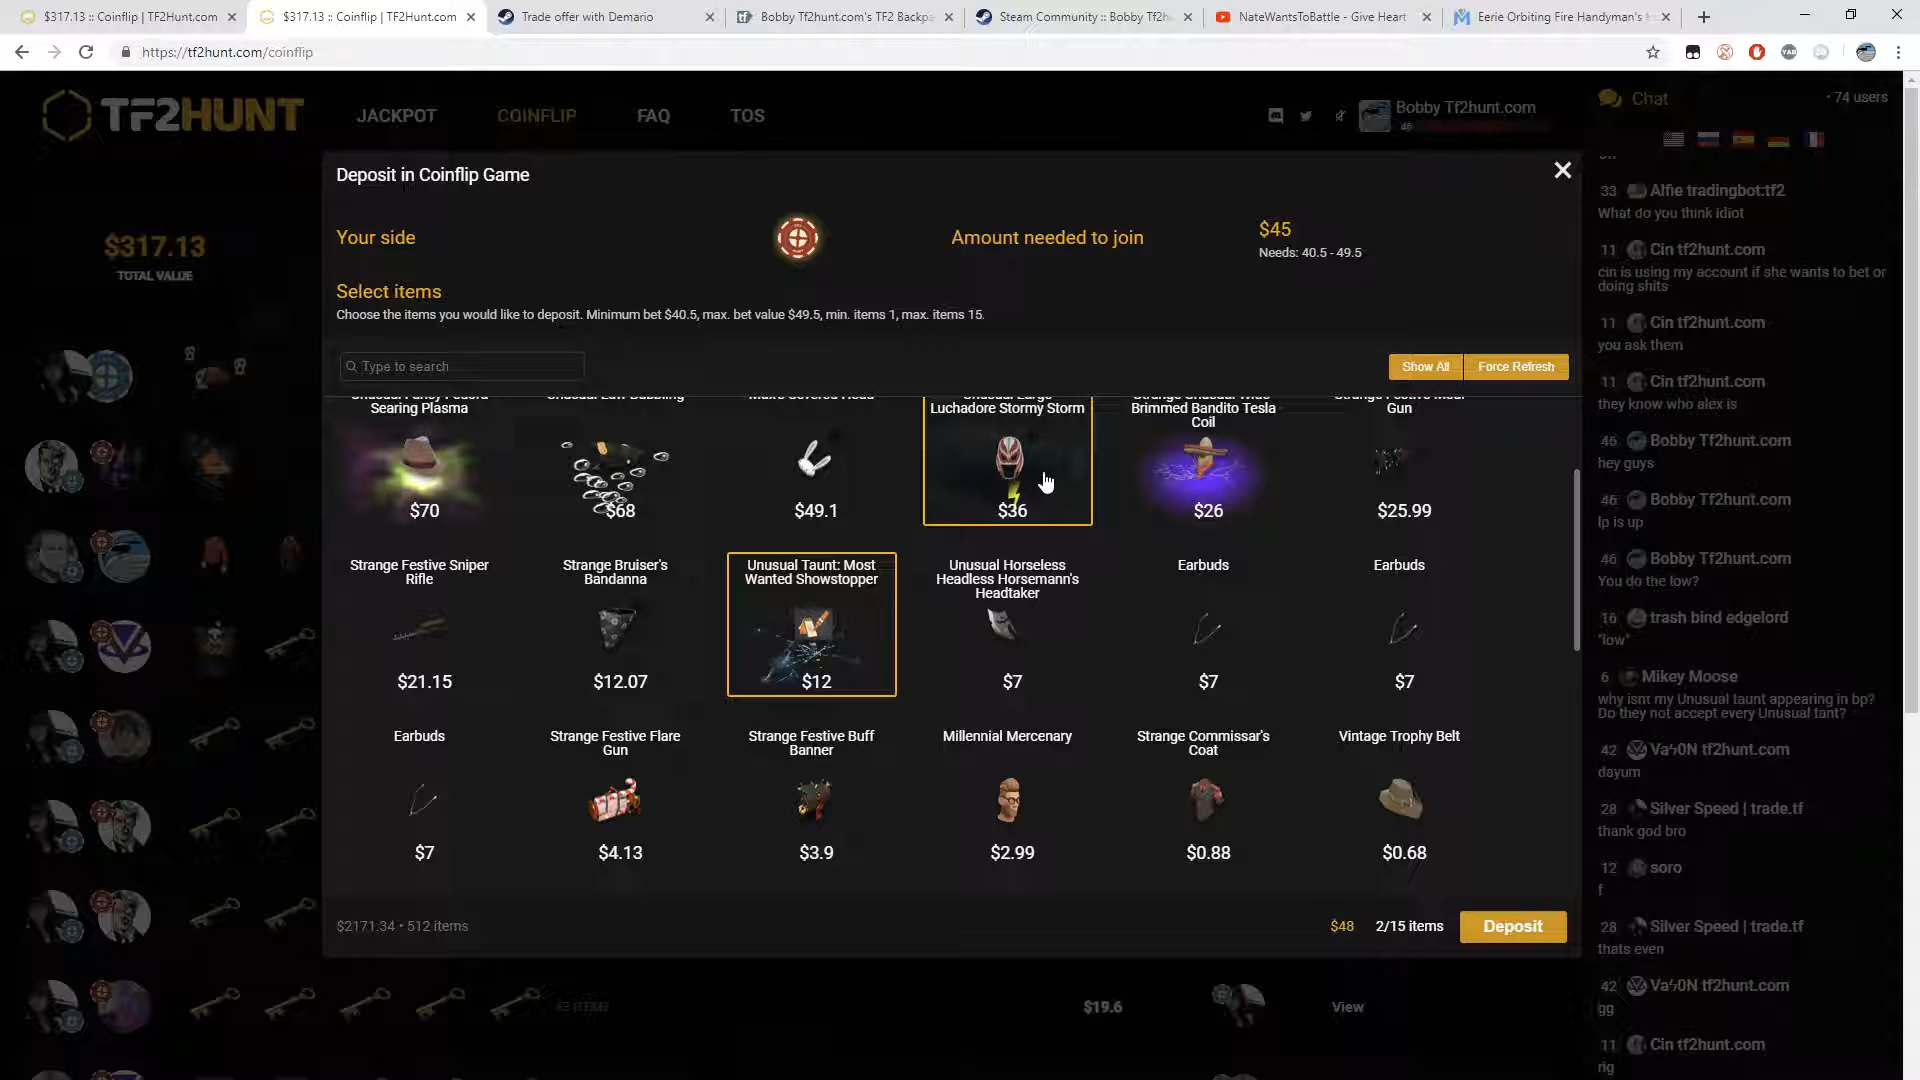 $317.13 :: Coinflip | TF2Hunt.com
$317.13 :: Coinflip | TF2Hunt.com
Trade offer with Demario
Bobby Tf2hunt.com's TF2 Backpa
Steam Community :: Bobby Tf2h
NateWantsToBattle - Give Heart
Eerie Orbiting Fire Handyman's
https://tf2hunt.com/coinflip
TF2HUNT
JACKPOT
COINFLIP
FAQ
TOS
Bobby Tf2hunt.com
46
Chat
• 74 users
$317.13
TOTAL VALUE
Deposit in Coinflip Game
Your side
Amount needed to join
$45
Needs: 40.5 - 49.5
Select items
Choose the items you would like to deposit. Minimum bet $40.5, max. bet value $49.5, min. items 1, max. items 15.
Type to search
Show All
Force Refresh
Searing Plasma
$70
$68
$49.1
Luchadore Stormy Storm
$36
Brimmed Bandito Tesla
Coil
$26
Gun
$25.99
Strange Festive Sniper
Rifle
$21.15
Strange Bruiser's
Bandanna
$12.07
Unusual Taunt: Most
Wanted Showstopper
$12
Unusual Horseless
Headless Horsemann's
Headtaker
$7
Earbuds
$7
Earbuds
$7
Earbuds
$7
Strange Festive Flare
Gun
$4.13
Strange Festive Buff
Banner
$3.9
Millennial Mercenary
$2.99
Strange Commissar's
Coat
$0.88
Vintage Trophy Belt
$0.68
$2171.34 • 512 items
$48
2/15 items
Deposit
$19.6
View
33 Alfie tradingbot:tf2
What do you think idiot
11 Cin tf2hunt.com
cin is using my account if she wants to bet or
doing shits
11 Cin tf2hunt.com
you ask them
11 Cin tf2hunt.com
they know who alex is
46 Bobby Tf2hunt.com
hey guys
46 Bobby Tf2hunt.com
lp is up
46 Bobby Tf2hunt.com
You do the low?
16 trash bind edgelord
"low"
6 Mikey Moose
why isnt my Unusual taunt appearing in bp?
Do they not accept every Unusual tant?
42 Vaϟ0N tf2hunt.com
dayum
28 Silver Speed | trade.tf
thank god bro
12 soro
f
28 Silver Speed | trade.tf
thats even
42 Vaϟ0N tf2hunt.com
gg
11 Cin tf2hunt.com
rig